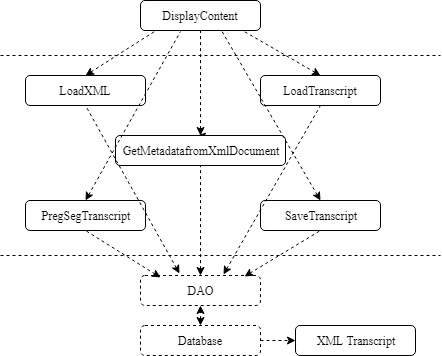 DisplayContent
LoadXML
LoadTranscript
GetMetadatafromXmlDocument
PregSegTranscript
SaveTranscript
DAO
Database
XML Transcript